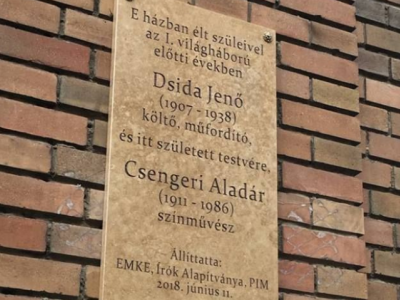 E házban élt szüleivel
az I. világháború
előtti években
Dsida Jenő
(1907 - 1938)
költő, műfordító,
és itt született testvére,
Csengeri Aladár
(1911 - 1986)
színművész
Állíttatta:
EMKE, Írók Alapítványa, PIM
2018. június 11.